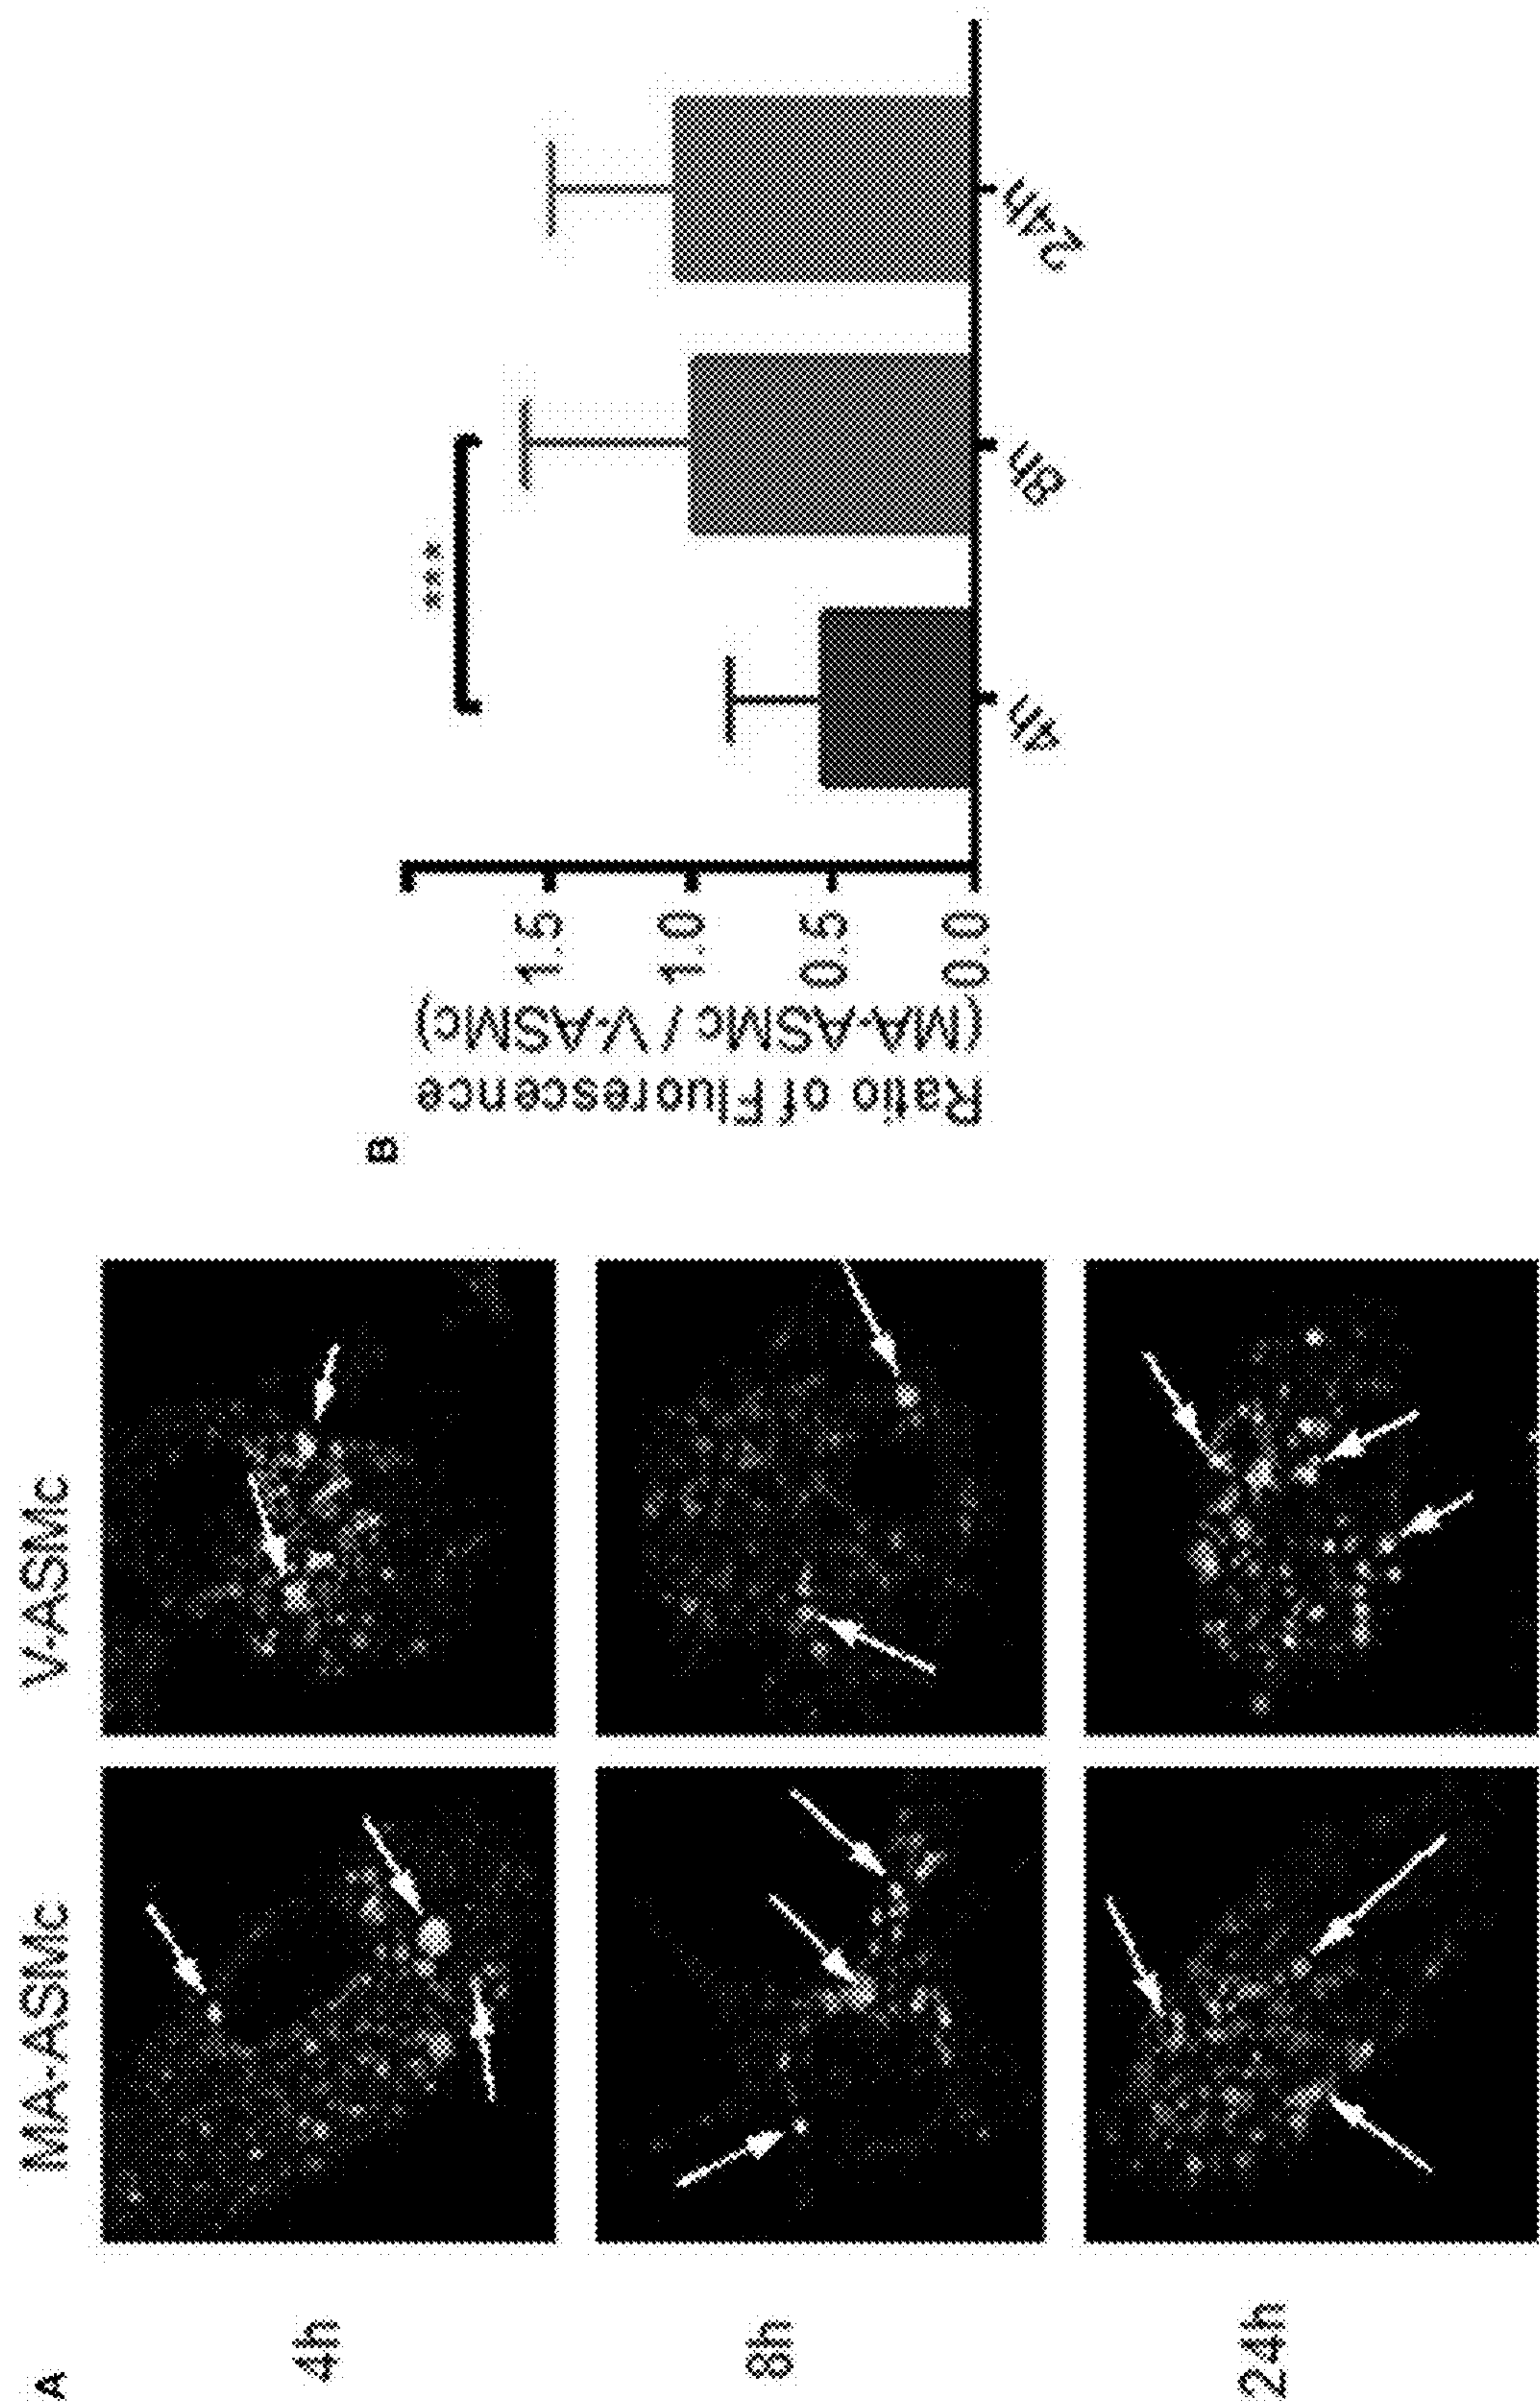 A
MA-ASMc
V-ASMc
4h
8h
24h
B
Ratio of Fluorescence
(MA-ASMc / V-ASMc)
1.5
1.0
0.5
0.0
***
4h
8h
24h